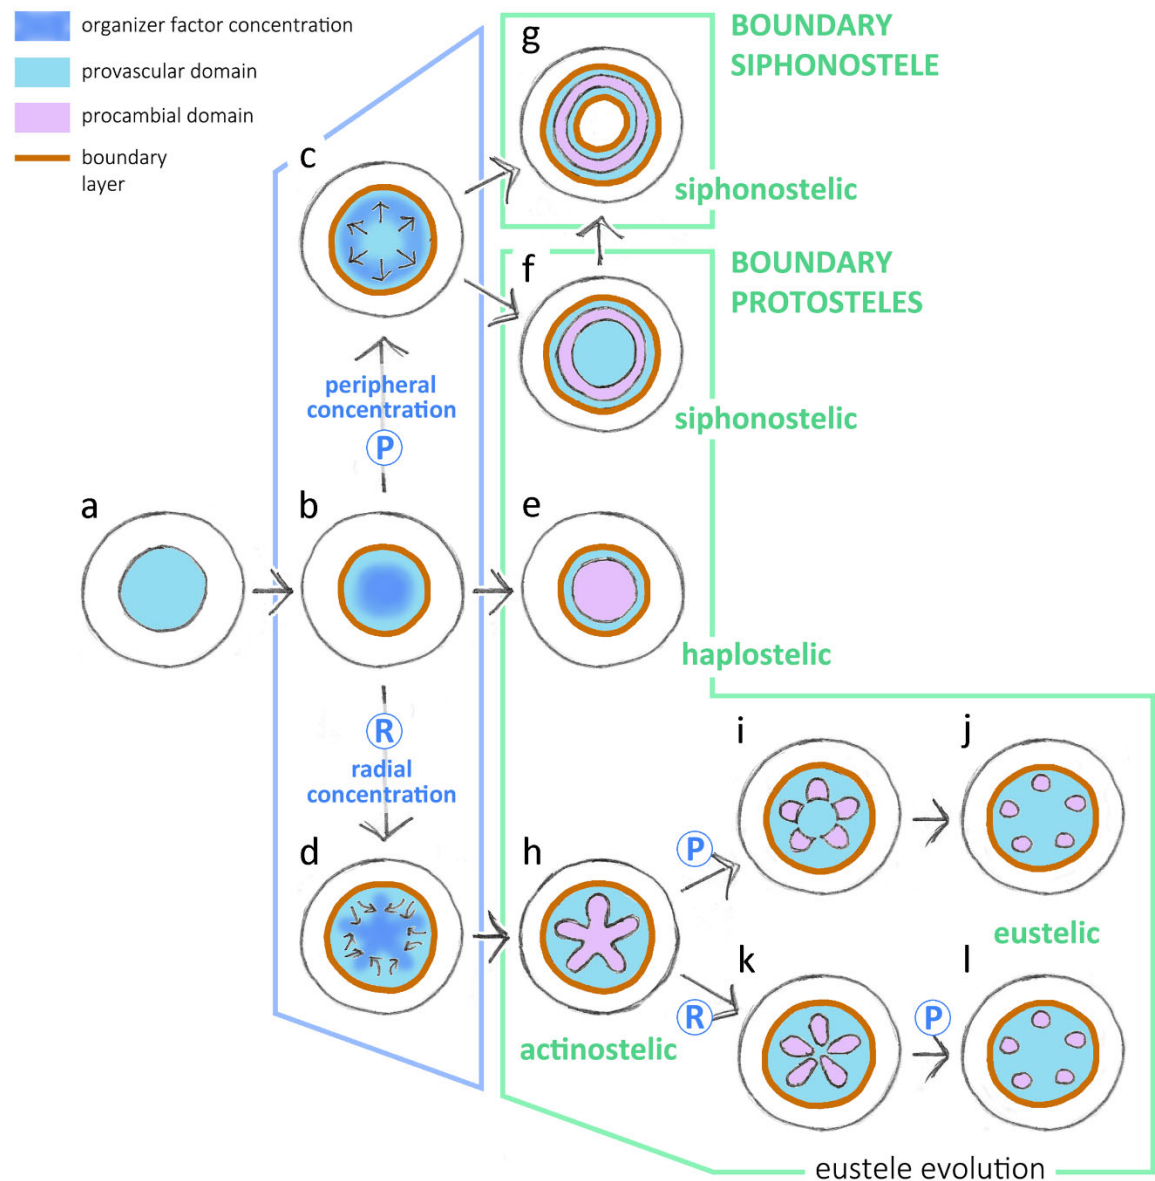 organizer factor concentration
provascular domain
procambial domain
boundary
layer
g
BOUNDARY
SIPHONOSTELE
siphonostelic
c
f
BOUNDARY
PROTOSTELES
siphonostelic
peripheral
concentration
P
a
b
e
haplostelic
R
radial
concentration
d
h
actinostelic
P
i
j
eustelic
R
k
P
l
eustele evolution